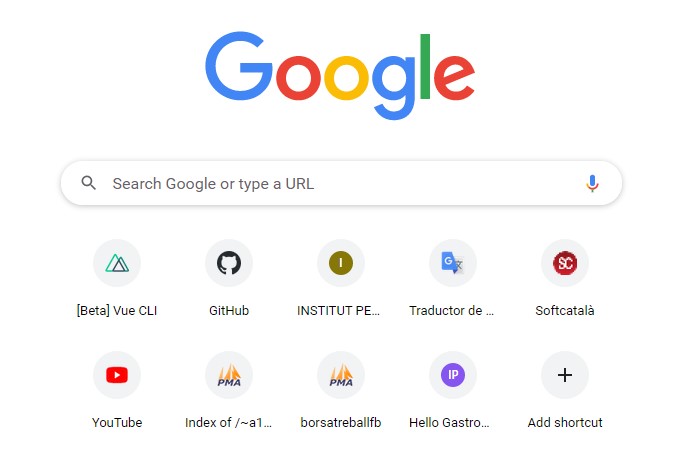 Google
Search Google or type a URL
I
G
SC
[Beta] Vue CLI
GitHub
INSTITUT PE...
Traductor de ...
Softcatalà
PMA
PMA
IP
YouTube
Index of /~a1...
borsatreballfb
Hello Gastro...
Add shortcut